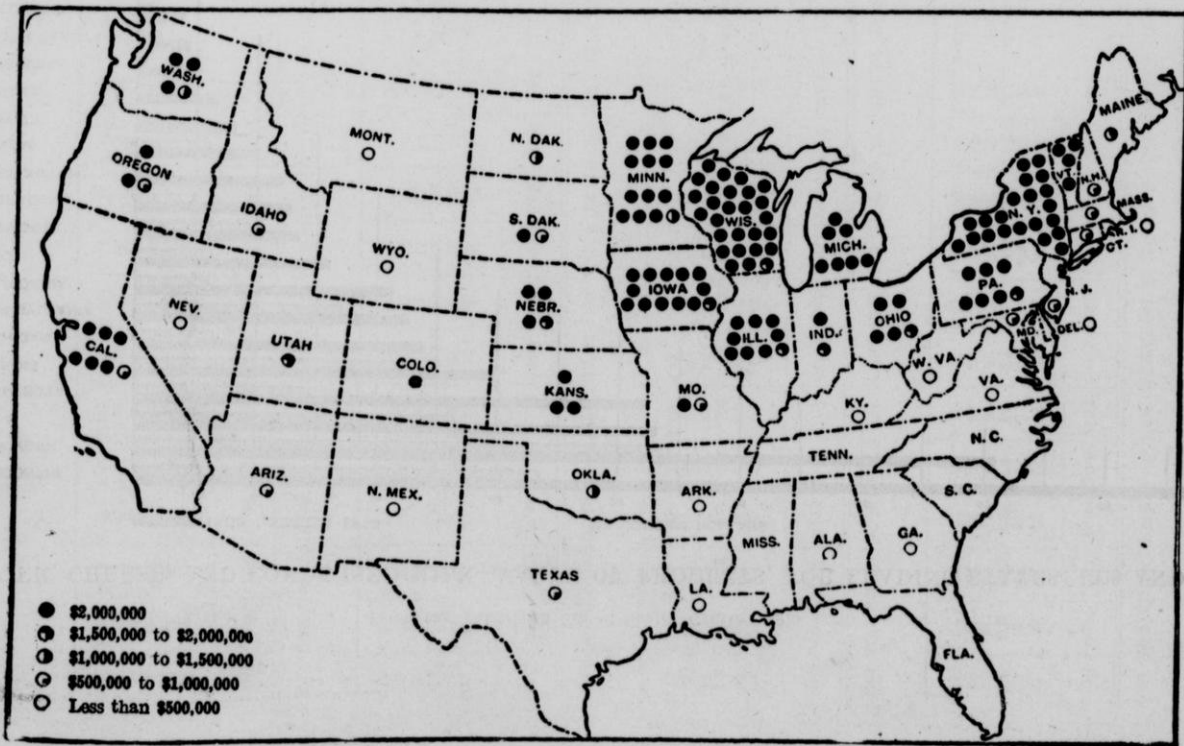 WASH.
MAINE
MONT.
N. DAK.
MINN.
OREGON
VT.
N.H.
IDAHO
S. DAK.
WIS.
N. Y.
MASS.
R. I.
CT.
WYO.
MICH.
IOWA
PA.
N. J.
NEV.
NEBR.
OHIO
CAL.
UTAH
ILL.
IND.
MD.
DEL.
COLO.
W. VA.
KANS.
MO.
VA.
KY.
N. C.
TENN.
ARIZ.
N. MEX.
OKLA.
ARK.
S. C.
MISS.
ALA.
GA.
TEXAS
LA.
FLA.
$2,000,000
$1,500,000 to $2,000,000
$1,000,000 to $1,500,000
$500,000 to $1,000,000
Less than $500,000